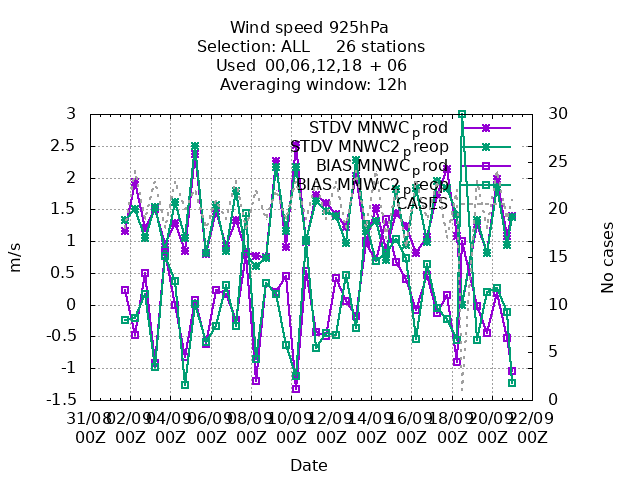 Wind speed 925hPa
Selection: ALL 26 stations
Used 00,06,12,18 + 06
Averaging window: 12h
3 30
2.5 25
2 20
1.5
1 15
0.5
0 10
-0.5 5
-1
-1.5 0
m/s
No cases
STDV MNWC_prod
STDV MNWC2_preop
BIAS MNWC_prod
BIAS MNWC2_preop
CASES
31/08 02/09 04/09 06/09 08/09 10/09 12/09 14/09 16/09 18/09 20/09 22/09
00Z 00Z 00Z 00Z 00Z 00Z 00Z 00Z 00Z 00Z 00Z 00Z
Date